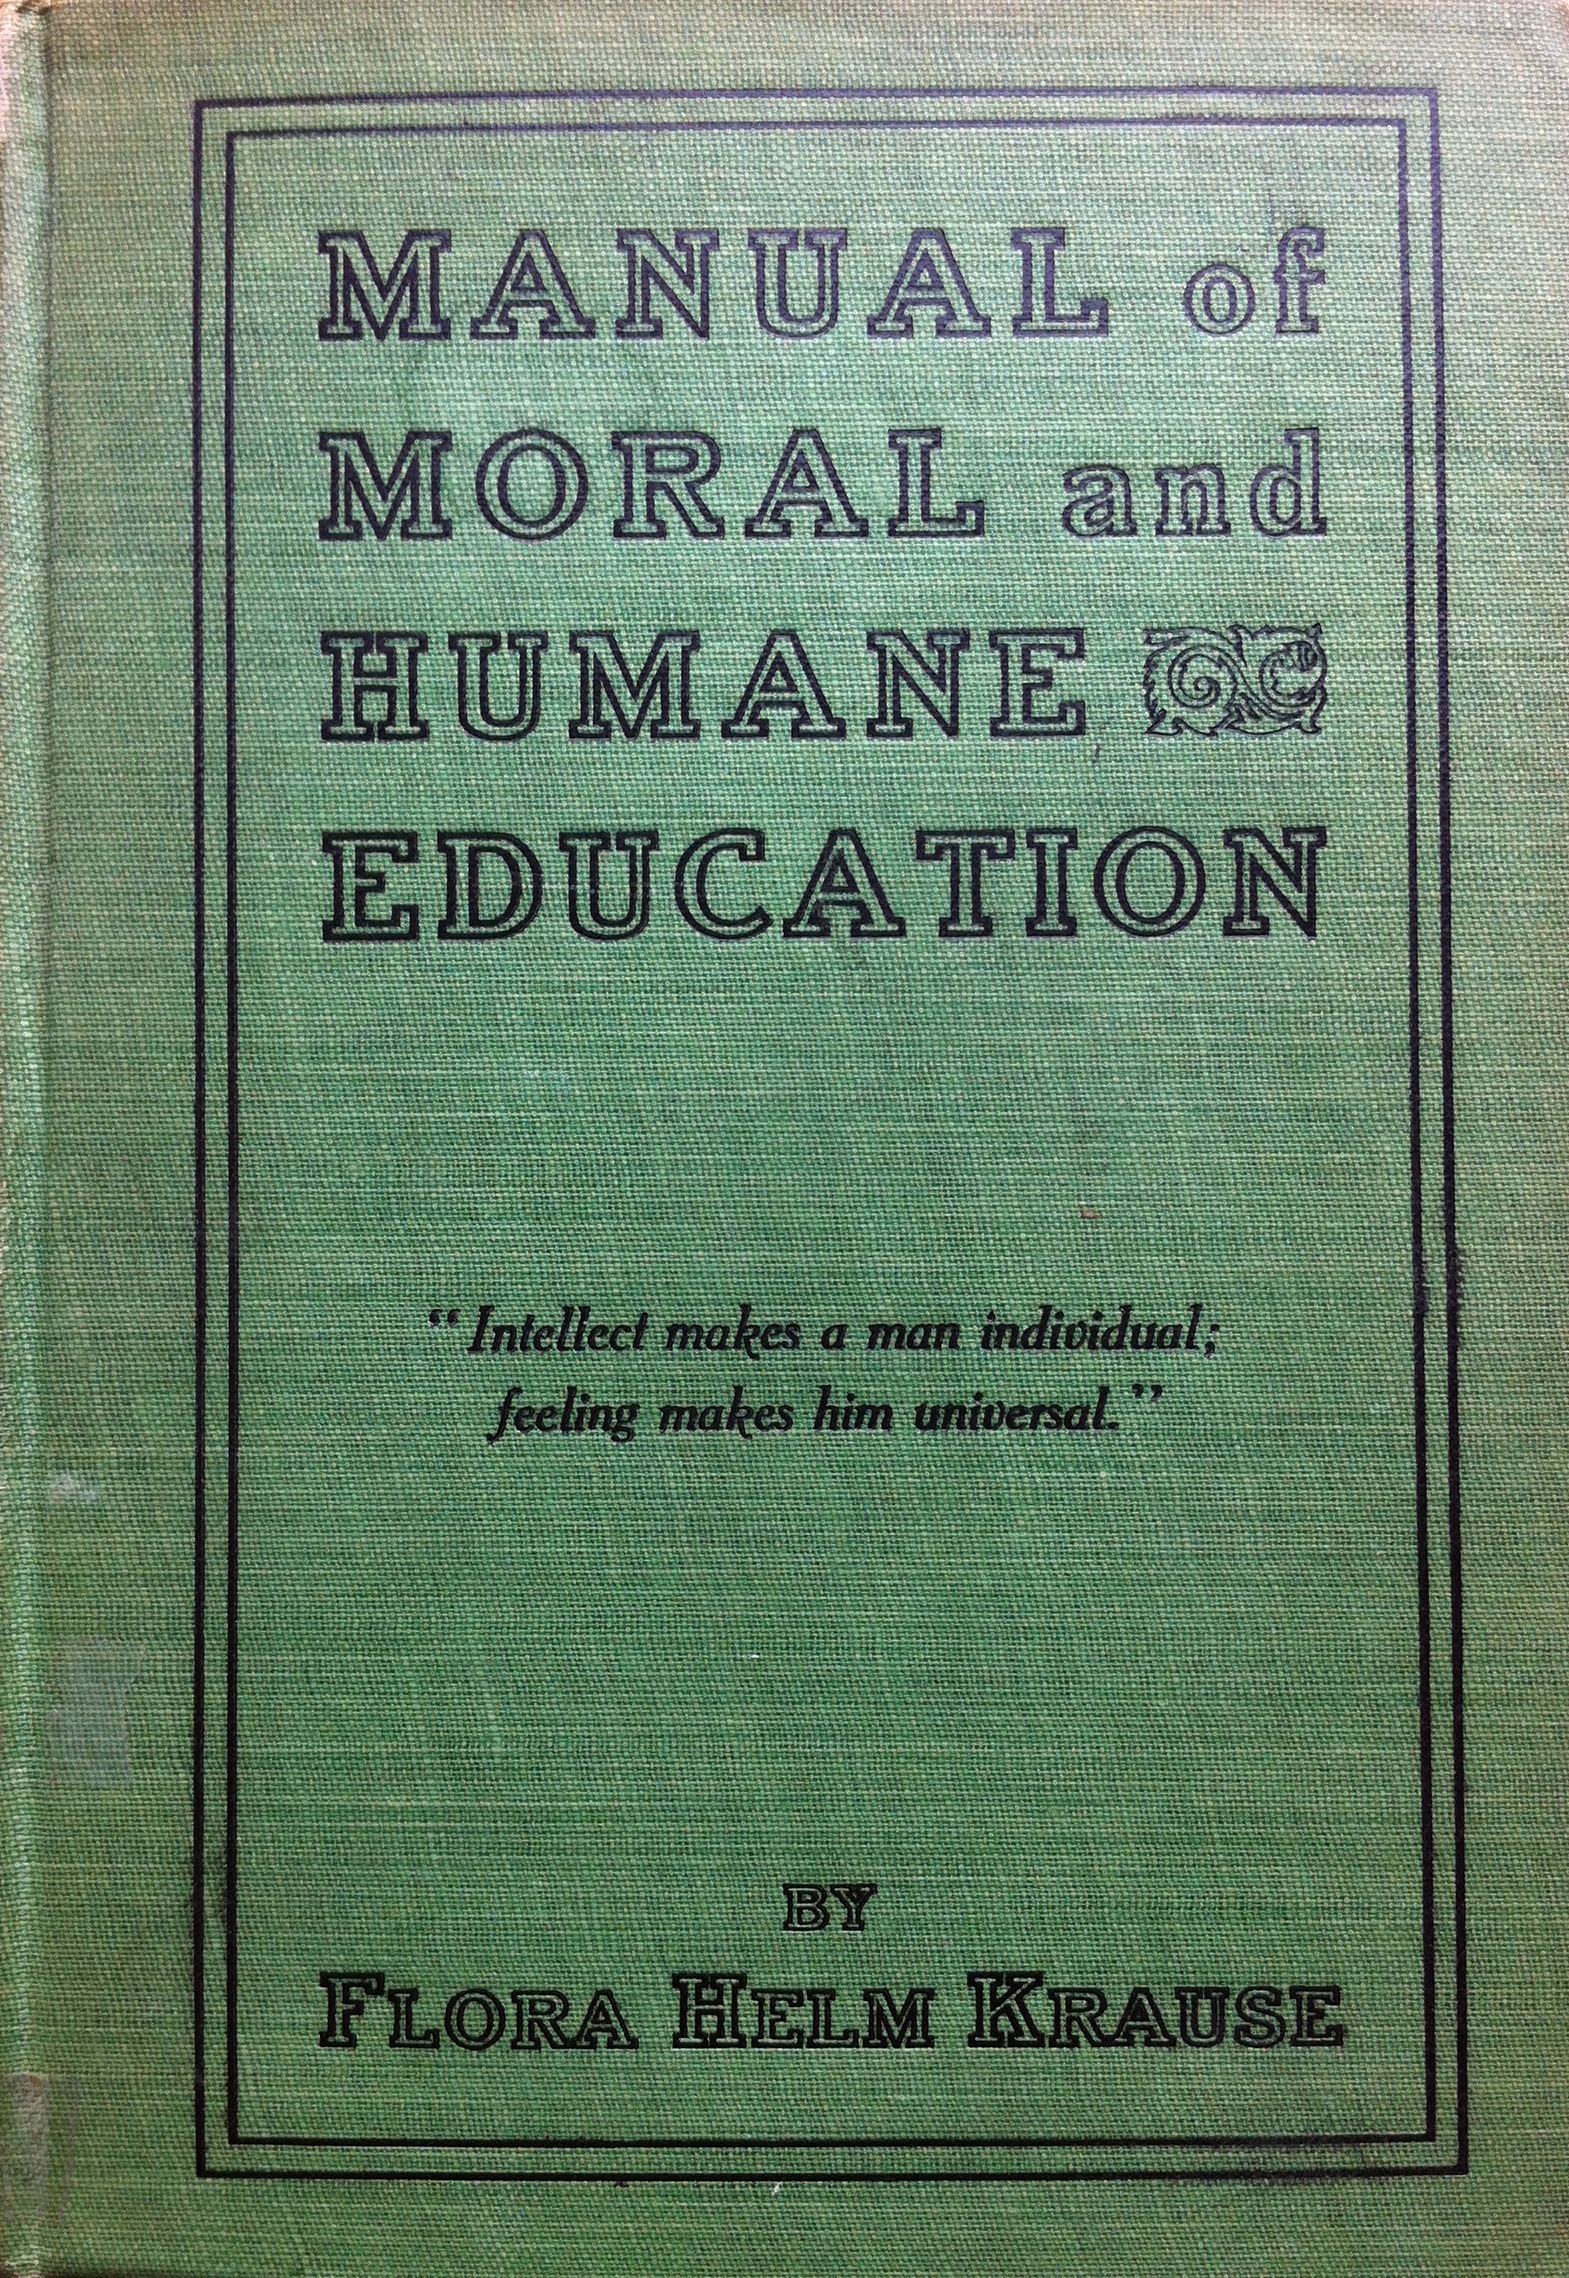 MANUAL of
MORAL and
HUMANE
EDUCATION
“Intellect makes a man individual;
feeling makes him universal.”
BY
FLORA HELM KRAUSE